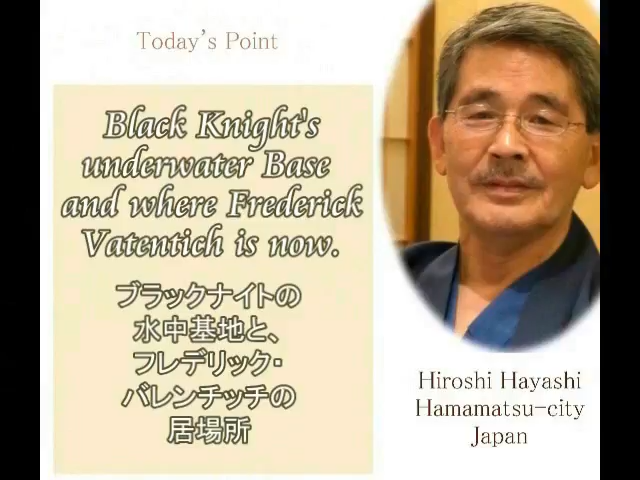 Today's Point
Black Knight's
underwater Base
and where Frederick
Vatentich is now.
ブラックナイトの
水中基地と、
フレデリック・
バレンチッチの
居場所
Hiroshi Hayashi
Hamamatsu-city
Japan